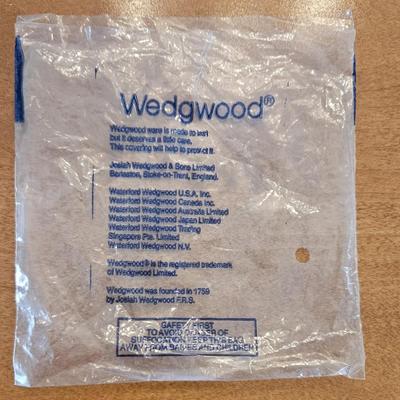 Wedgwood®
Wedgwood ware is made to last
but it deserves a little care.
This covering will help to protect it.
Josiah Wedgwood & Sons Limited
Barlaston, Stoke-on-Trent, England.
Waterford Wedgwood U.S.A. Inc.
Waterford Wedgwood Canada Inc.
Waterford Wedgwood Australia Limited
Waterford Wedgwood Japan Limited
Waterford Wedgwood Trading
Singapore Pte. Limited
Waterford Wedgwood N.V.
Wedgwood® is the registered trademark
of Wedgwood Limited.
Wedgwood was founded in 1759
by Josiah Wedgwood F.R.S.
SAFETY FIRST
TO AVOID DANGER OF
SUFFOCATION KEEP THIS BAG
AWAY FROM BABIES AND CHILDREN